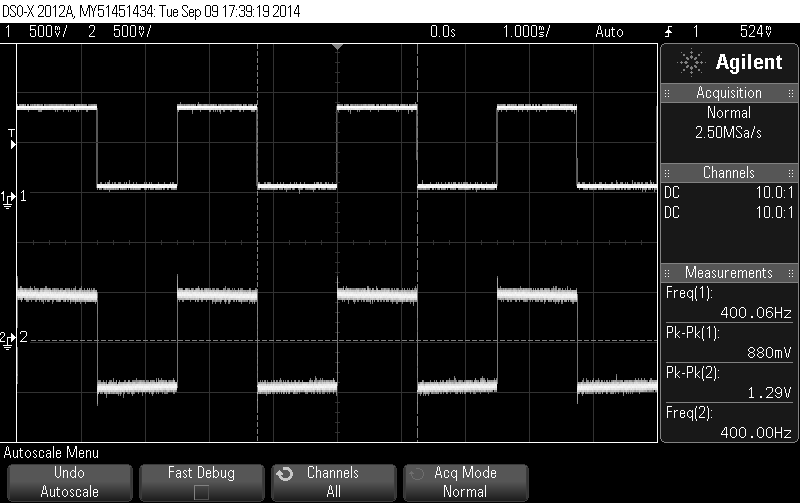 DSO-X 2012A, MY51451434: Tue Sep 09 17:39:19 2014
1 500mV/ 2 500mV/ 0.0s 1.000ms/ Auto 1 524mV
Agilent
Acquisition
Normal
2.50MSa/s
Channels
DC 10.0:1
DC 10.0:1
Measurements
Freq(1):
400.06Hz
Pk-Pk(1):
880mV
Pk-Pk(2):
1.29V
Freq(2):
400.00Hz
T
1 1
2 2
Autoscale Menu
Undo
Autoscale
Fast Debug
Channels
All
Acq Mode
Normal